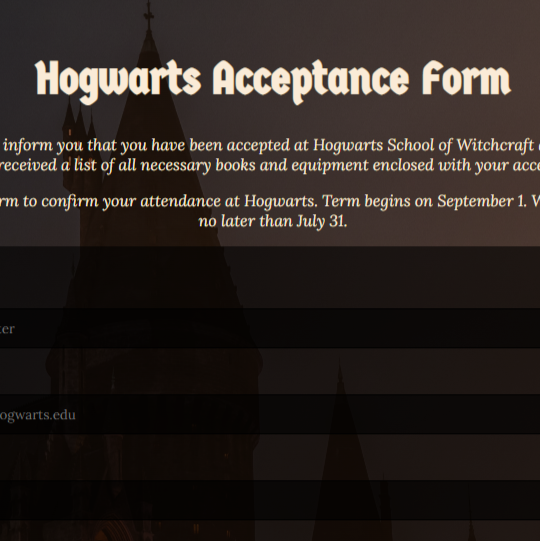 Hogwarts Acceptance Form
inform you that you have been accepted at Hogwarts School of Witchcraft
received a list of all necessary books and equipment enclosed with your acce
rm to confirm your attendance at Hogwarts. Term begins on September 1. W
no later than July 31.
ter
ogwarts.edu